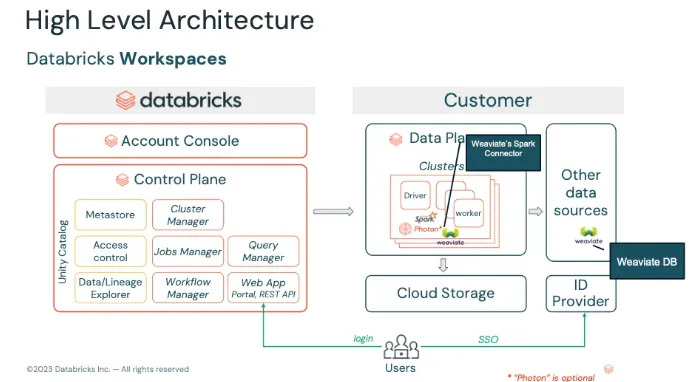 High Level Architecture
Databricks Workspaces
databricks
Customer
Account Console
Control Plane
Unity Catalog
Metastore
Cluster
Manager
Access
control
Jobs Manager
Query
Manager
Data/Lineage
Explorer
Workflow
Manager
Web App
Portal, REST API
Data Pla
Weaviate's Spark
Connector
Clusters
Driver
worker
Spark
Photon*
weaviate
Other
data
sources
weaviate
Weaviate DB
Cloud Storage
ID
Provider
login
SSO
Users
©2023 Databricks Inc. — All rights reserved
* "Photon" is optional